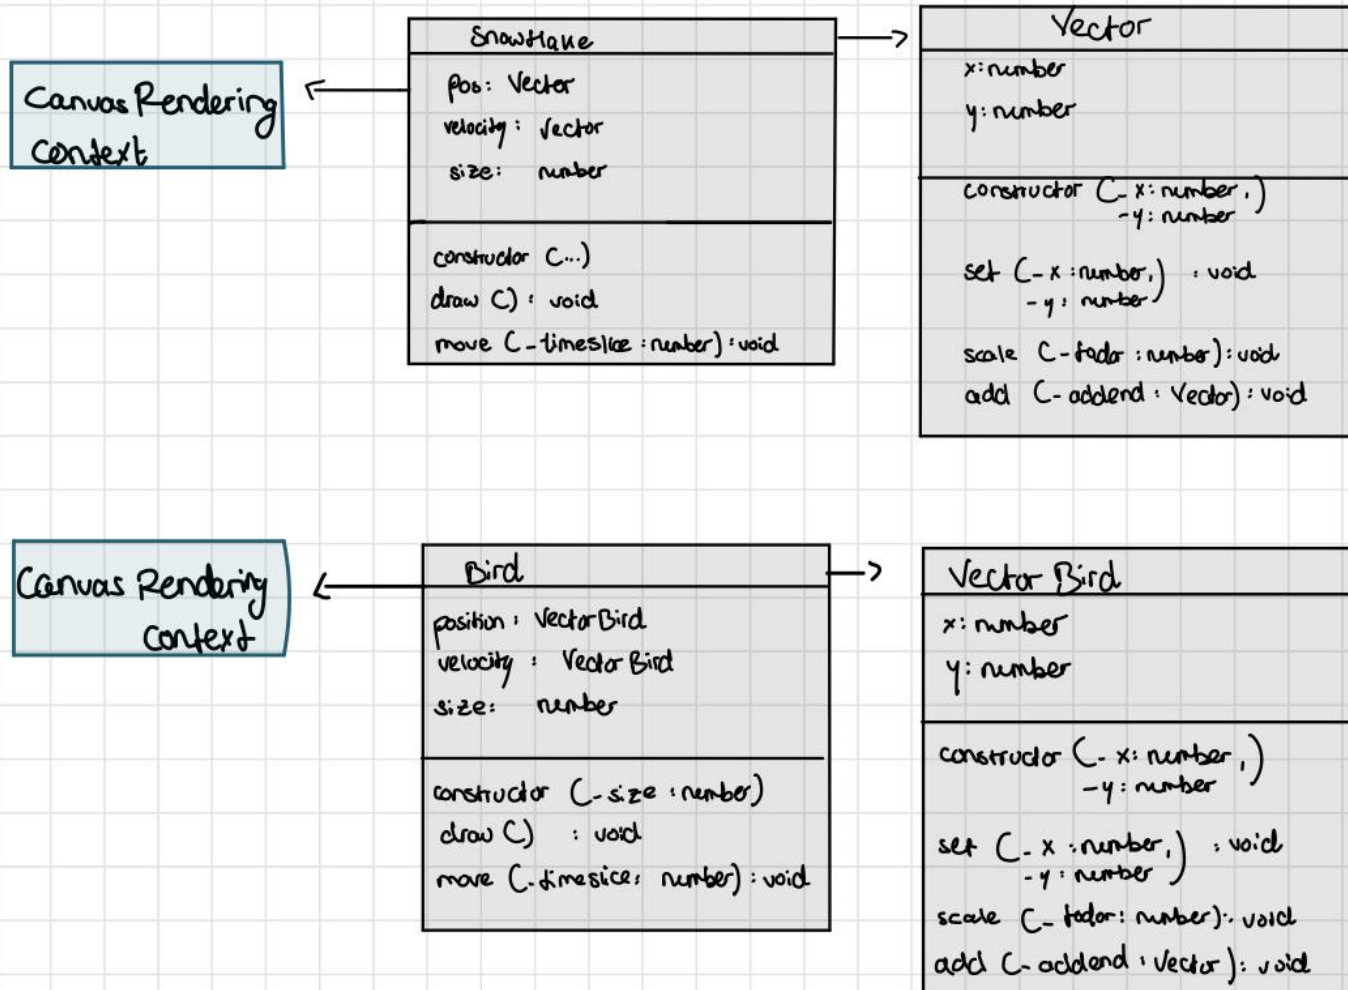 Snowflake
Canvas Rendering
context
pos: Vector
velocity: Vector
size: number
constructor (...)
draw () : void
move (_timeslice : number) : void
Vector
x: number
y: number
constructor (_x: number, )
_y: number
set (_x : number, ) : void
_y : number
scale (_factor : number) : void
add (_addend : Vector) : void
Canvas Rendering
context
Bird
position : VectorBird
velocity : Vector Bird
size: number
constructor (_size : number)
draw () : void
move (_timeslice: number) : void
Vector Bird
x: number
y: number
constructor (_x: number, )
_y: number
set (_x : number, ) : void
_y : number
scale (_factor: number): void
add (_addend : Vector): void